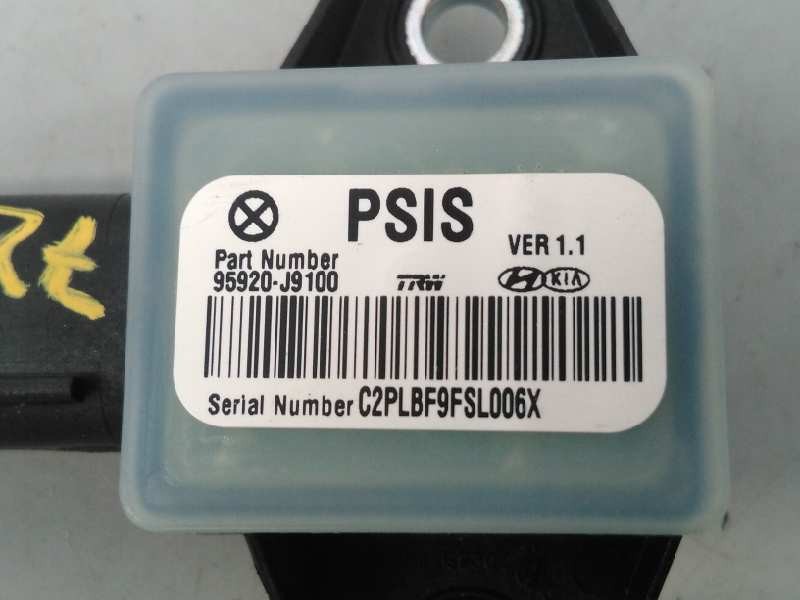 PSIS
VER 1.1
Part Number
95920-J9100
TRW
KIA
Serial Number C2PLBF9FSL006X